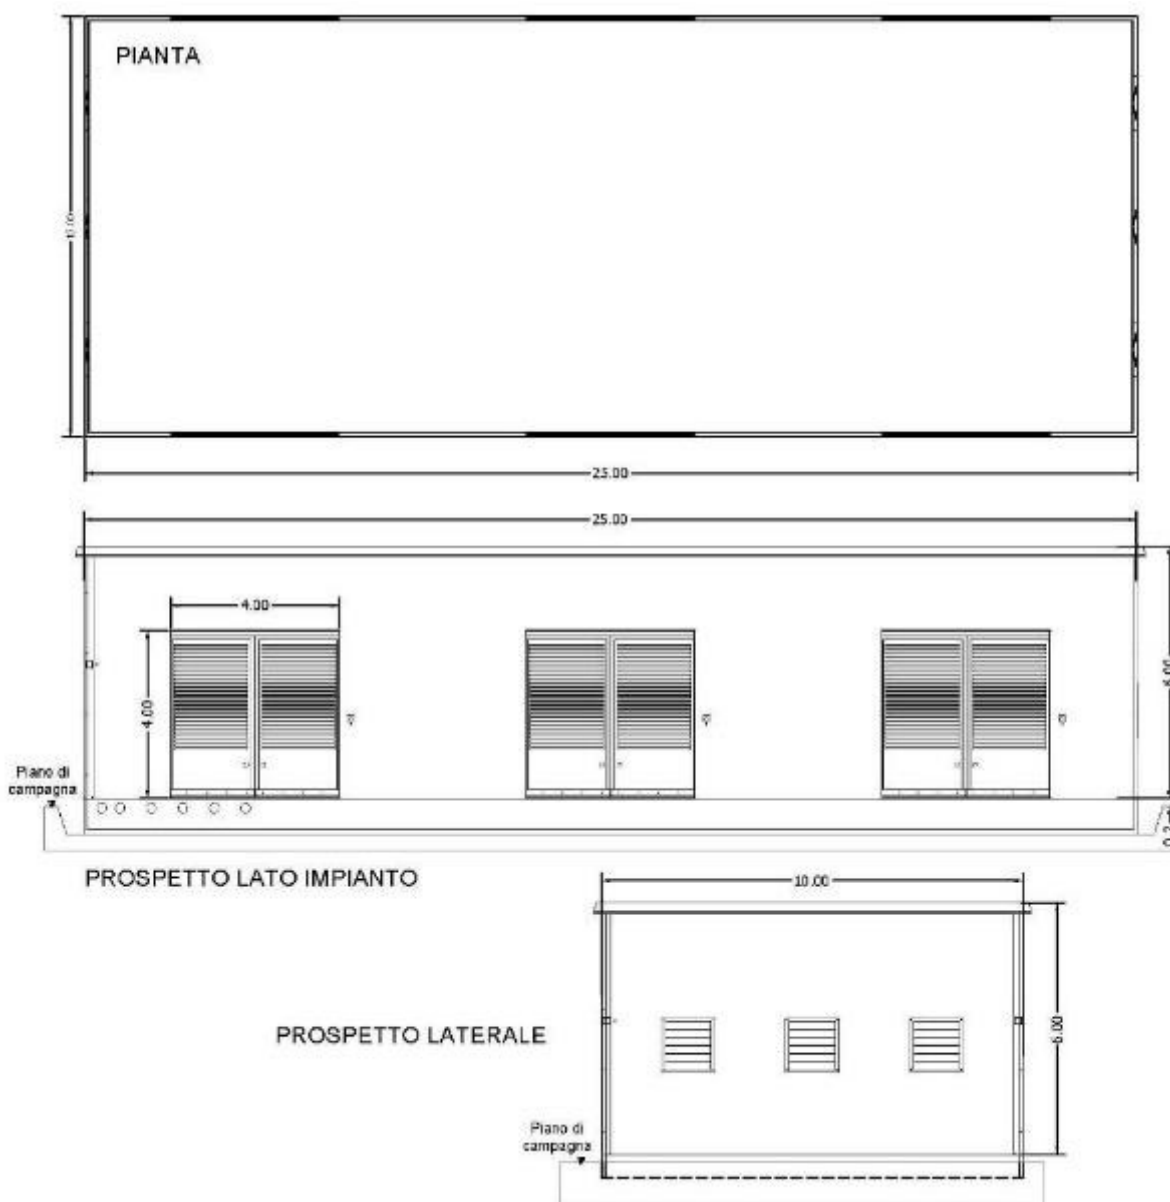 PIANTA
25.00
25.00
4.00
4.00
Piano di
campagna
PROSPETTO LATO IMPIANTO
10.00
PROSPETTO LATERALE
6.00
Piano di
campagna